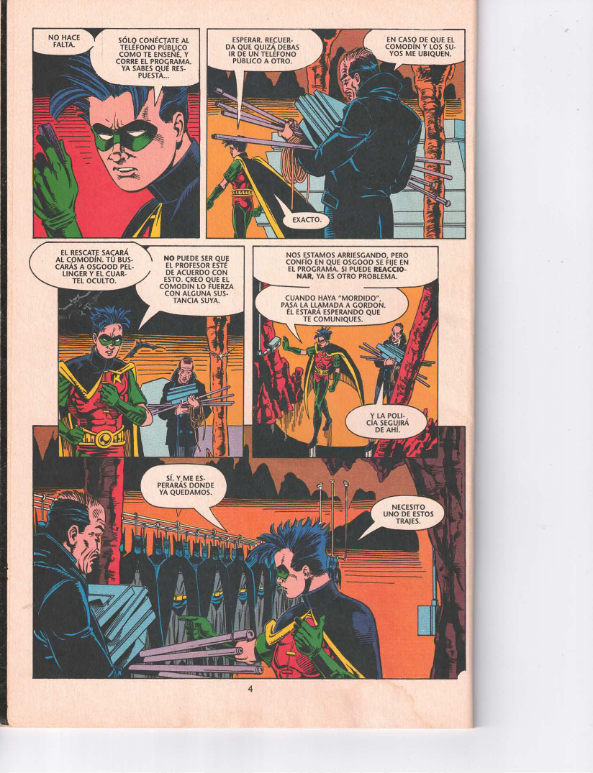 NO HACE
FALTA.
SÓLO CONÉCTATE AL
TELÉFONO PÚBLICO
COMO TE ENSEÑÉ, Y
CORRE EL PROGRAMA.
YA SABES QUÉ RES-
PUESTA...
ESPERAR. RECUER-
DA QUE QUIZÁ DEBAS
IR DE UN TELÉFONO
PÚBLICO A OTRO.
EN CASO DE QUE EL
COMODÍN Y LOS SU-
YOS ME UBIQUEN.
EXACTO.
EL RESCATE SACARÁ
AL COMODÍN. TÚ BUS-
CARÁS A OSGOOD PEL-
LINGER Y EL CUAR-
TEL OCULTO.
NO PUEDE SER QUE
EL PROFESOR ESTÉ
DE ACUERDO CON
ESTO. CREO QUE EL
COMODÍN LO FUERZA
CON ALGUNA SUS-
TANCIA SUYA.
NOS ESTAMOS ARRIESGANDO, PERO
CONFÍO EN QUE OSGOOD SE FIJE EN
EL PROGRAMA. SI PUEDE REACCIO-
NAR, YA ES OTRO PROBLEMA.
CUANDO HAYA "MORDIDO",
PASA LA LLAMADA A GORDON.
ÉL ESTARÁ ESPERANDO QUE
TE COMUNIQUES.
Y LA POLI-
CÍA SEGUIRÁ
DE AHÍ.
SÍ. Y ME ES-
PERARÁS DONDE
YA QUEDAMOS.
NECESITO
UNO DE ESTOS
TRAJES.
4